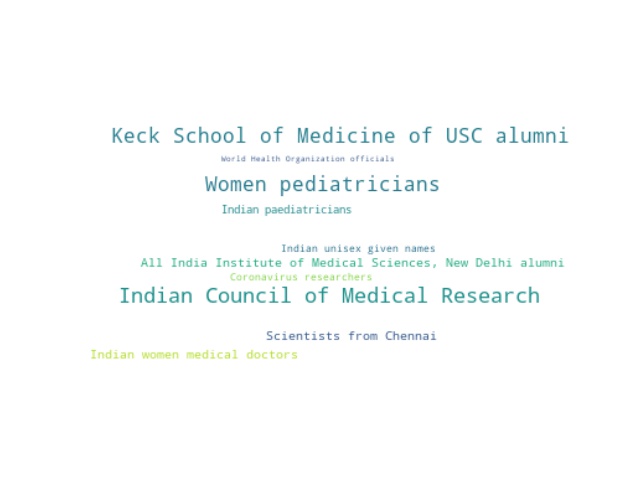 Keck School of Medicine of USC alumni
World Health Organization officials
Women pediatricians
Indian paediatricians
Indian unisex given names
All India Institute of Medical Sciences, New Delhi alumni
Coronavirus researchers
Indian Council of Medical Research
Scientists from Chennai
Indian women medical doctors